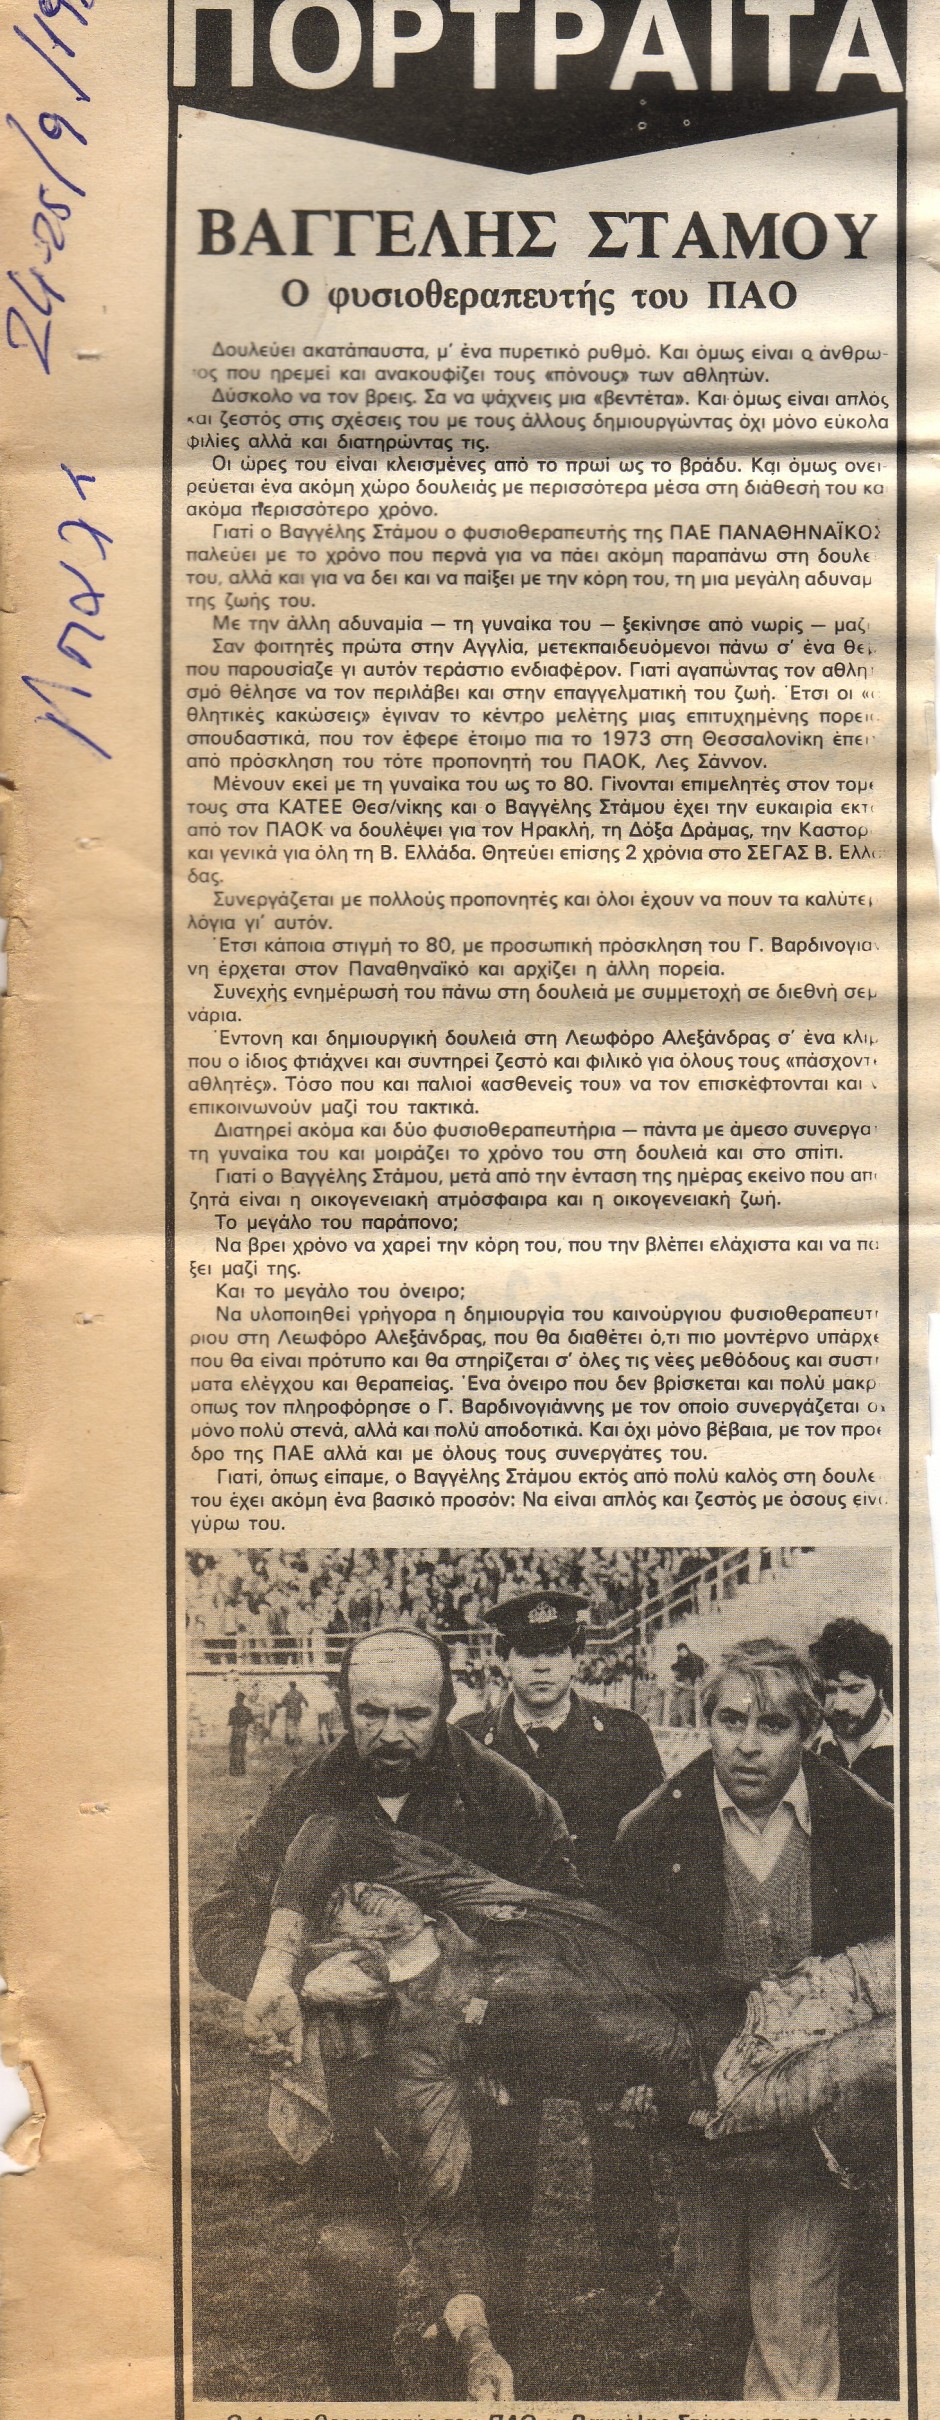 ΠΟΡΤΡΑΙΤΑ
24-25/9/19
ΒΑΓΓΕΛΗΣ ΣΤΑΜΟΥ
Ο φυσιοθεραπευτής του ΠΑΟ
Δουλεύει ακατάπαυστα, μ' ένα πυρετικό ρυθμό. Και όμως είναι ο άνθρω-
πος που ηρεμεί και ανακουφίζει τους «πόνους» των αθλητών.
Δύσκολο να τον βρεις. Σα να ψάχνεις μια «βεντέτα». Και όμως είναι απλός
και ζεστός στις σχέσεις του με τους άλλους δημιουργώντας όχι μόνο εύκολα
φιλίες αλλά και διατηρώντας τις.
Οι ώρες του είναι κλεισμένες από το πρωί ως το βράδυ. Και όμως ονει-
ρεύεται ένα ακόμη χώρο δουλειάς με περισσότερα μέσα στη διάθεσή του κα
ακόμα περισσότερο χρόνο.
Γιατί ο Βαγγέλης Στάμου ο φυσιοθεραπευτής της ΠΑΕ ΠΑΝΑΘΗΝΑΪΚΟΣ
παλεύει με το χρόνο που περνά για να πάει ακόμη παραπάνω στη δουλε
του, αλλά και για να δει και να παίξει με την κόρη του, τη μια μεγάλη αδυναμ
της ζωής του.
Με την άλλη αδυναμία — τη γυναίκα του — ξεκίνησε από νωρίς — μαζί
Σαν φοιτητές πρώτα στην Αγγλία, μετεκπαιδευόμενοι πάνω σ' ένα θεμ
που παρουσίαζε γι αυτόν τεράστιο ενδιαφέρον. Γιατί αγαπώντας τον αθλη
σμό θέλησε να τον περιλάβει και στην επαγγελματική του ζωή. Έτσι οι «α
θλητικές κακώσεις» έγιναν το κέντρο μελέτης μιας επιτυχημένης πορεία
σπουδαστικά, που τον έφερε έτοιμο πια το 1973 στη Θεσσαλονίκη έπει
από πρόσκληση του τότε προπονητή του ΠΑΟΚ, Λες Σάννον.
Μένουν εκεί με τη γυναίκα του ως το 80. Γίνονται επιμελητές στον τομέ
τους στα ΚΑΤΕΕ Θεσ/νίκης και ο Βαγγέλης Στάμου έχει την ευκαιρία εκτ
από τον ΠΑΟΚ να δουλέψει για τον Ηρακλή, τη Δόξα Δράμας, την Καστορ
και γενικά για όλη τη Β. Ελλάδα. Θητεύει επίσης 2 χρόνια στο ΣΕΓΑΣ Β. Ελλά
δας.
Συνεργάζεται με πολλούς προπονητές και όλοι έχουν να πουν τα καλύτε
λόγια γι' αυτόν.
Έτσι κάποια στιγμή το 80, με προσωπική πρόσκληση του Γ. Βαρδινογιαν
νη έρχεται στον Παναθηναϊκό και αρχίζει η άλλη πορεία.
Συνεχής ενημέρωσή του πάνω στη δουλειά με συμμετοχή σε διεθνή σεμ
νάρια.
Έντονη και δημιουργική δουλειά στη Λεωφόρο Αλεξάνδρας σ' ένα κλίμ
που ο ίδιος φτιάχνει και συντηρεί ζεστό και φιλικό για όλους τους «πάσχοντ
αθλητές». Τόσο που και παλιοί «ασθενείς του» να τον επισκέφτονται και ν
επικοινωνούν μαζί του τακτικά.
Διατηρεί ακόμα και δύο φυσιοθεραπευτήρια — πάντα με άμεσο συνεργα
τη γυναίκα του και μοιράζει το χρόνο του στη δουλειά και στο σπίτι.
Γιατί ο Βαγγέλης Στάμου, μετά από την ένταση της ημέρας εκείνο που απ
ζητά είναι η οικογενειακή ατμόσφαιρα και η οικογενειακή ζωή.
Το μεγάλο του παράπονο;
Να βρει χρόνο να χαρεί την κόρη του, που την βλέπει ελάχιστα και να πα
ξει μαζί της.
Και το μεγάλο του όνειρο;
Να υλοποιηθεί γρήγορα η δημιουργία του καινούργιου φυσιοθεραπευτ
ριου στη Λεωφόρο Αλεξάνδρας, που θα διαθέτει ό,τι πιο μοντέρνο υπάρχε
που θα είναι πρότυπο και θα στηρίζεται σ' όλες τις νέες μεθόδους και συστ
ματα ελέγχου και θεραπείας. Ένα όνειρο που δεν βρίσκεται και πολύ μακρ
οπως τον πληροφόρησε ο Γ. Βαρδινογιάννης με τον οποίο συνεργάζεται ο
μόνο πολύ στενά, αλλά και πολύ αποδοτικά. Και όχι μόνο βέβαια, με τον προε
δρο της ΠΑΕ αλλά και με όλους τους συνεργάτες του.
Γιατί, όπως είπαμε, ο Βαγγέλης Στάμου εκτός από πολύ καλός στη δουλε
του έχει ακόμη ένα βασικό προσόν: Να είναι απλός και ζεστός με όσους είνα
γύρω του.